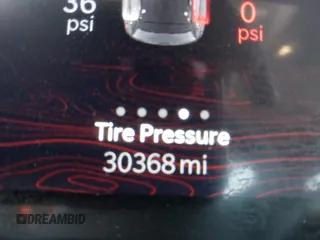 36 0
psi psi
Tire Pressure
30368 mi
DREAMBID